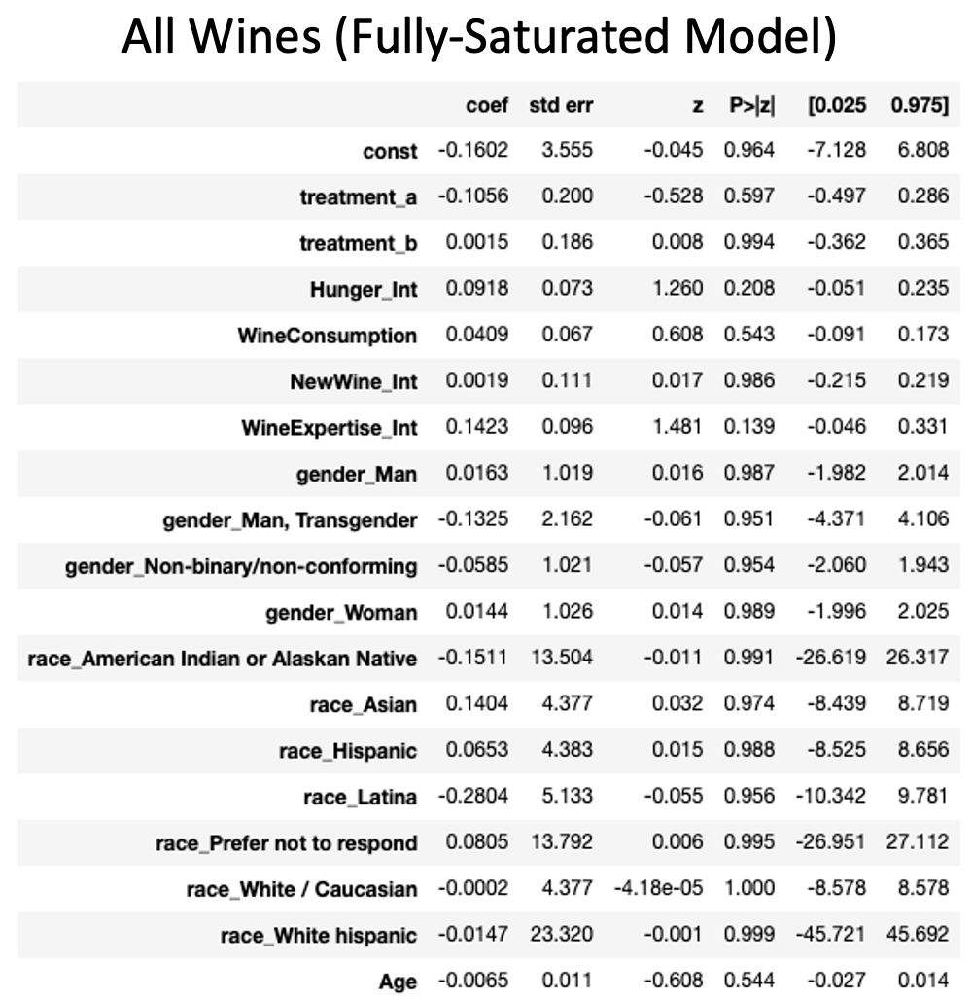 All Wines (Fully-Saturated Model)
coef std err z P>|z| [0.025 0.975]
const -0.1602 3.555 -0.045 0.964 -7.128 6.808
treatment_a -0.1056 0.200 -0.528 0.597 -0.497 0.286
treatment_b 0.0015 0.186 0.008 0.994 -0.362 0.365
Hunger_Int 0.0918 0.073 1.260 0.208 -0.051 0.235
WineConsumption 0.0409 0.067 0.608 0.543 -0.091 0.173
NewWine_Int 0.0019 0.111 0.017 0.986 -0.215 0.219
WineExpertise_Int 0.1423 0.096 1.481 0.139 -0.046 0.331
gender_Man 0.0163 1.019 0.016 0.987 -1.982 2.014
gender_Man, Transgender -0.1325 2.162 -0.061 0.951 -4.371 4.106
gender_Non-binary/non-conforming -0.0585 1.021 -0.057 0.954 -2.060 1.943
gender_Woman 0.0144 1.026 0.014 0.989 -1.996 2.025
race_American Indian or Alaskan Native -0.1511 13.504 -0.011 0.991 -26.619 26.317
race_Asian 0.1404 4.377 0.032 0.974 -8.439 8.719
race_Hispanic 0.0653 4.383 0.015 0.988 -8.525 8.656
race_Latina -0.2804 5.133 -0.055 0.956 -10.342 9.781
race_Prefer not to respond 0.0805 13.792 0.006 0.995 -26.951 27.112
race_White / Caucasian -0.0002 4.377 -4.18e-05 1.000 -8.578 8.578
race_White hispanic -0.0147 23.320 -0.001 0.999 -45.721 45.692
Age -0.0065 0.011 -0.608 0.544 -0.027 0.014